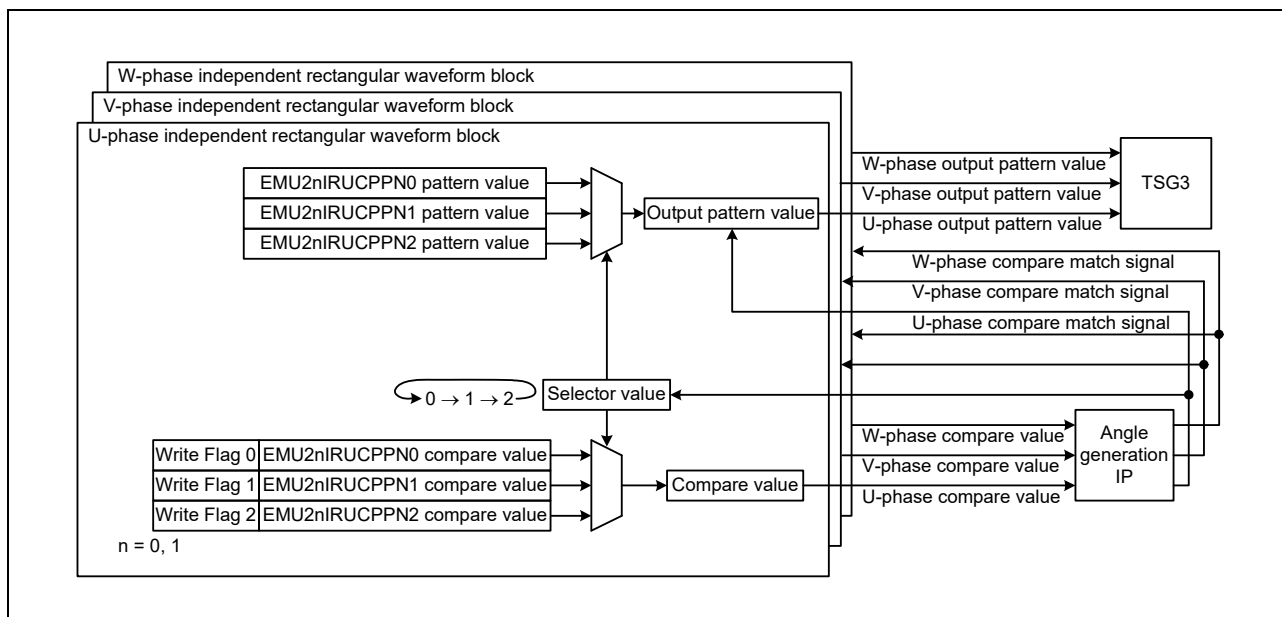 W-phase independent rectangular waveform block
V-phase independent rectangular waveform block
U-phase independent rectangular waveform block
EMU2nIRUCPPN0 pattern value
EMU2nIRUCPPN1 pattern value
EMU2nIRUCPPN2 pattern value
Output pattern value
W-phase output pattern value
V-phase output pattern value
U-phase output pattern value
TSG3
W-phase compare match signal
V-phase compare match signal
U-phase compare match signal
0 → 1 → 2
Selector value
Write Flag 0 EMU2nIRUCPPN0 compare value
Write Flag 1 EMU2nIRUCPPN1 compare value
Write Flag 2 EMU2nIRUCPPN2 compare value
Compare value
W-phase compare value
V-phase compare value
U-phase compare value
Angle
generation
IP
n = 0, 1